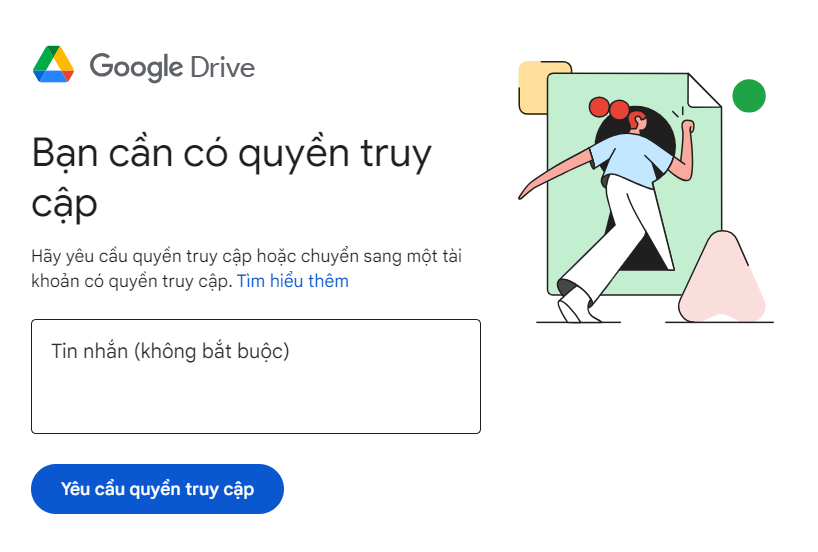 Google Drive
Bạn cần có quyền truy
cập
Hãy yêu cầu quyền truy cập hoặc chuyển sang một tài
khoản có quyền truy cập. Tìm hiểu thêm
Tin nhắn (không bắt buộc)
Yêu cầu quyền truy cập